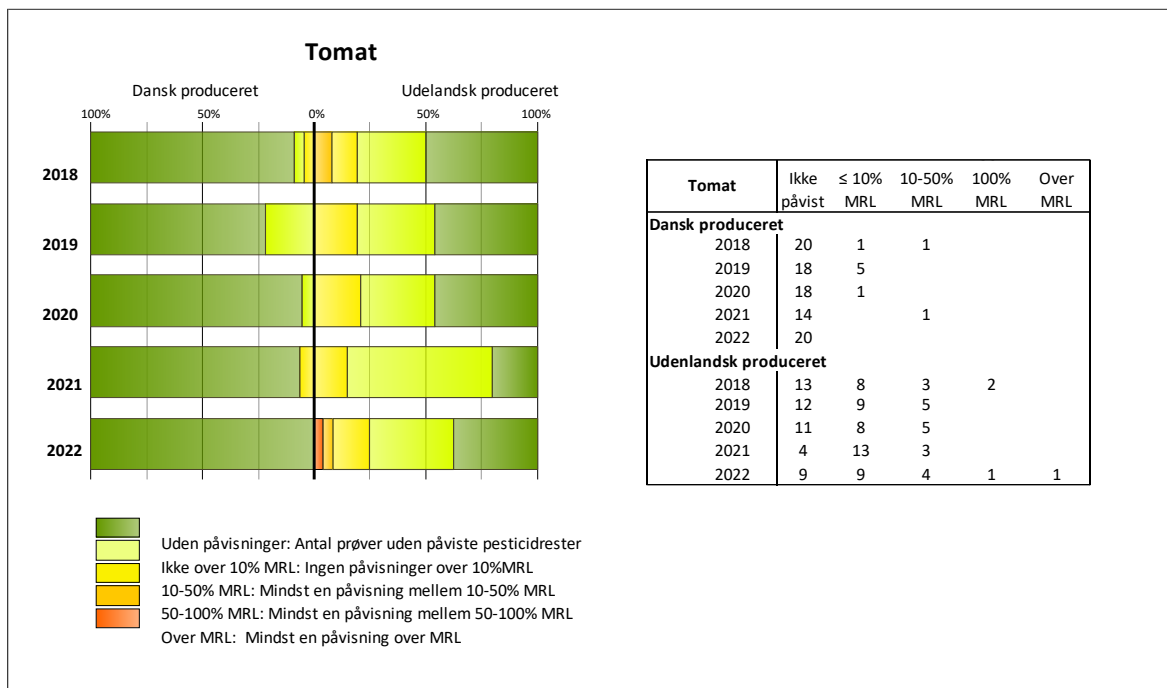 Tomat
Dansk produceret Udelandsk produceret
100% 50% 0% 50% 100%
2018
2019
2020
2021
2022
Uden påvisninger: Antal prøver uden påviste pesticidrester
Ikke over 10% MRL: Ingen påvisninger over 10%MRL
10-50% MRL: Mindst en påvisning mellem 10-50% MRL
50-100% MRL: Mindst en påvisning mellem 50-100% MRL
Over MRL: Mindst en påvisning over MRL
Tomat Ikke påvist ≤ 10% MRL 10-50% MRL 100% MRL Over MRL
Dansk produceret
2018 20 1 1
2019 18 5
2020 18 1
2021 14 1
2022 20
Udenlandsk produceret
2018 13 8 3 2
2019 12 9 5
2020 11 8 5
2021 4 13 3
2022 9 9 4 1 1